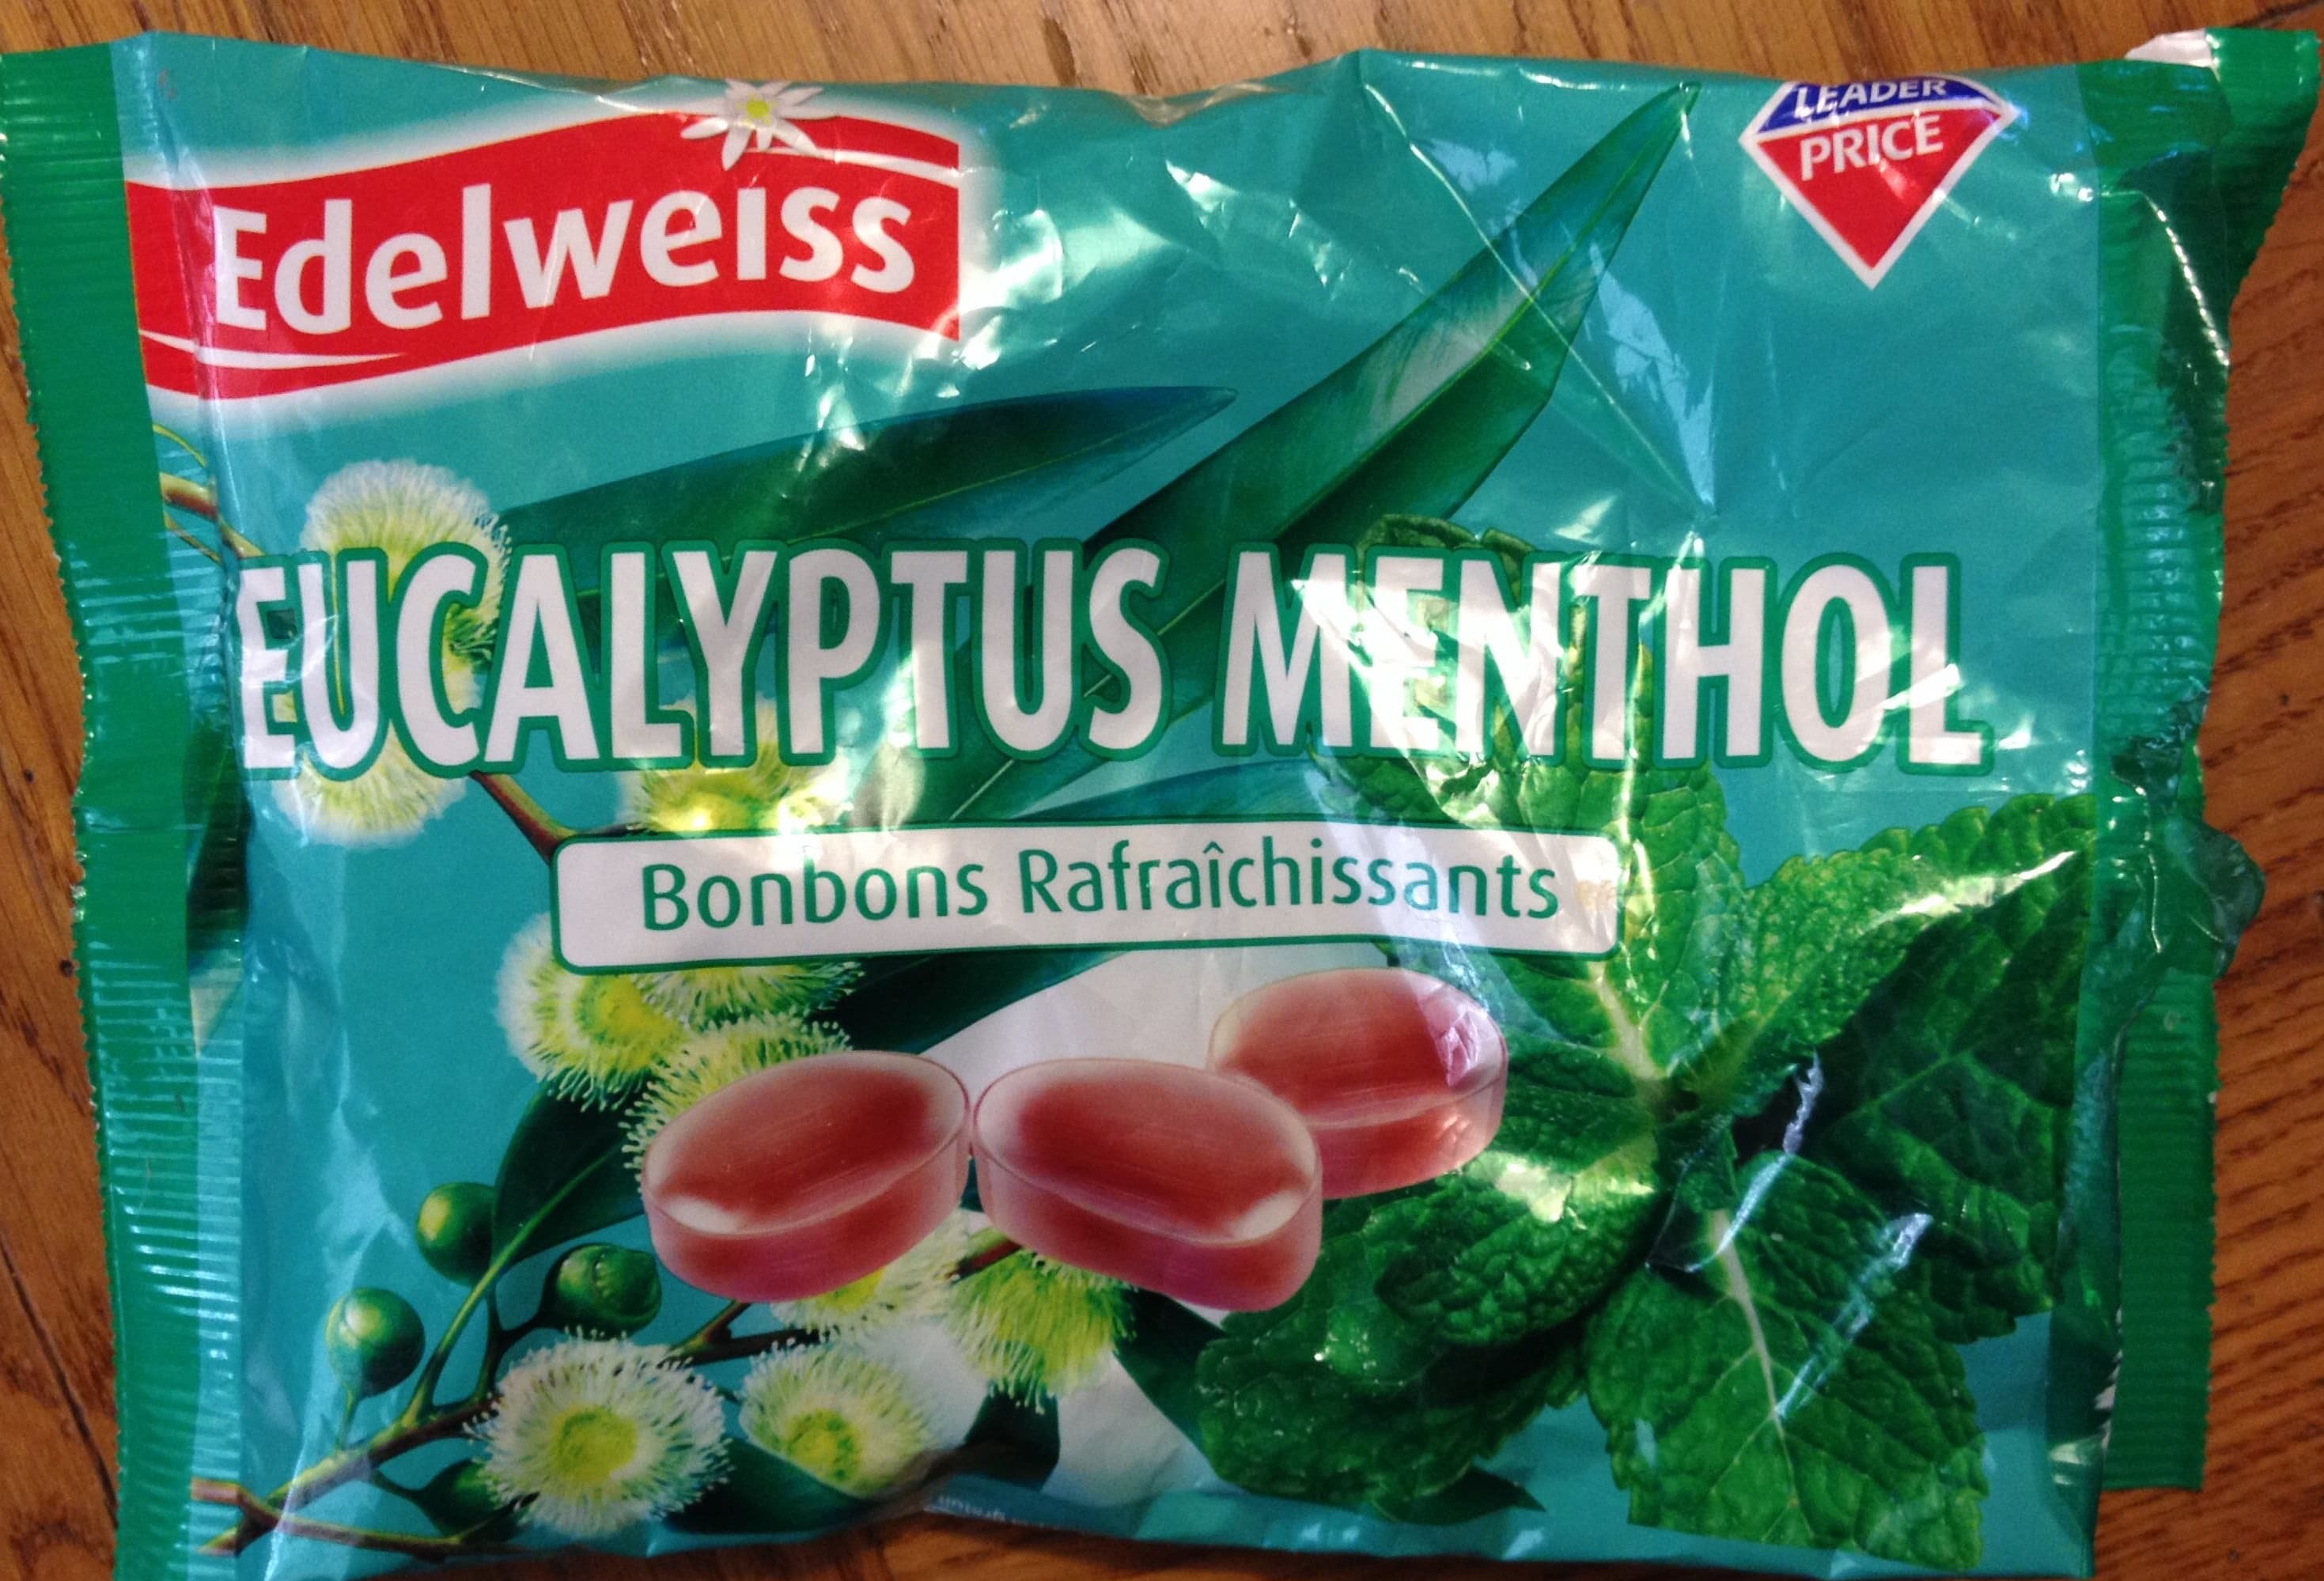 Edelweiss
LEADER
PRICE
EUCALYPTUS MENTHOL
Bonbons Rafraîchissants